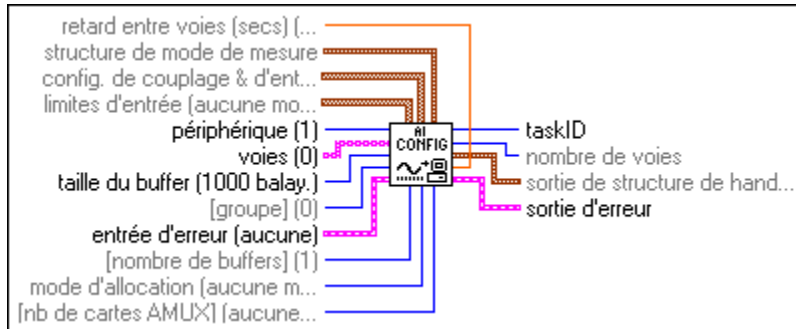 retard entre voies (secs) (...
structure de mode de mesure
config. de couplage & d'ent...
limites d'entrée (aucune mo...
périphérique (1)
voies (0)
taille du buffer (1000 balay.)
[groupe] (0)
entrée d'erreur (aucune)
[nombre de buffers] (1)
mode d'allocation (aucune m...
[nb de cartes AMUX] (aucune...
AI
CONFIG
taskID
nombre de voies
sortie de structure de hand...
sortie d'erreur